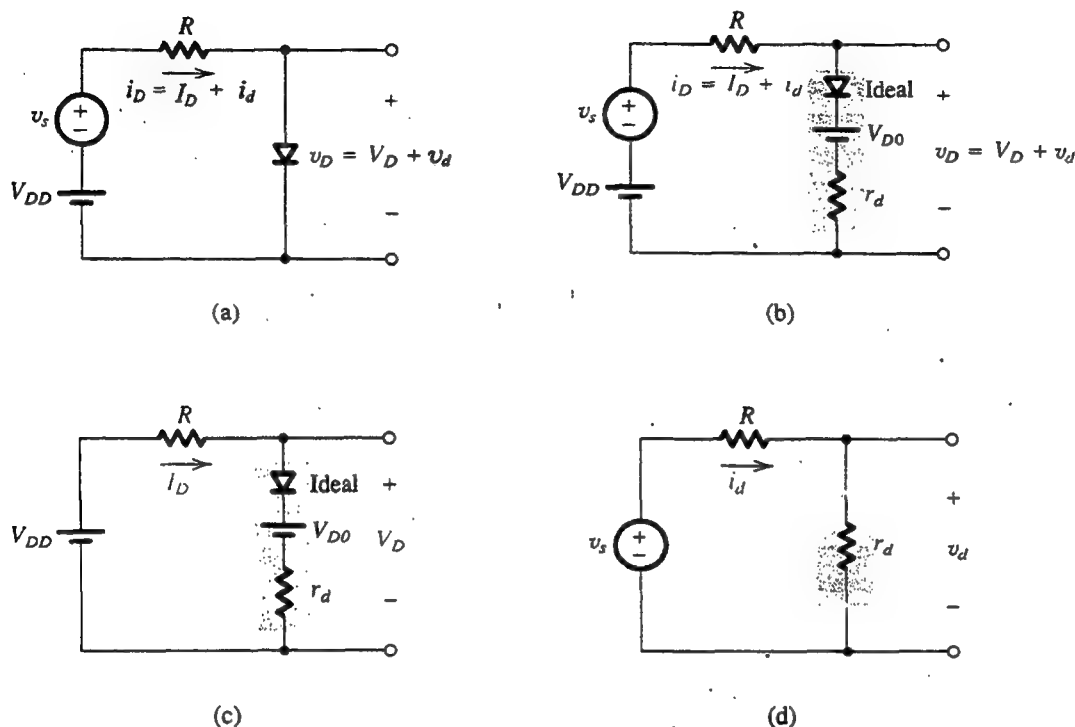 R
i_D = I_D + i_d
v_s
+
−
V_DD
+
v_D = V_D + v_d
−
(a)
R
i_D = I_D + i_d
v_s
+
−
V_DD
Ideal
V_D0
r_d
+
v_D = V_D + v_d
−
(b)
R
I_D
V_DD
Ideal
V_D0
r_d
+
V_D
−
(c)
R
i_d
v_s
+
−
r_d
+
v_d
−
(d)